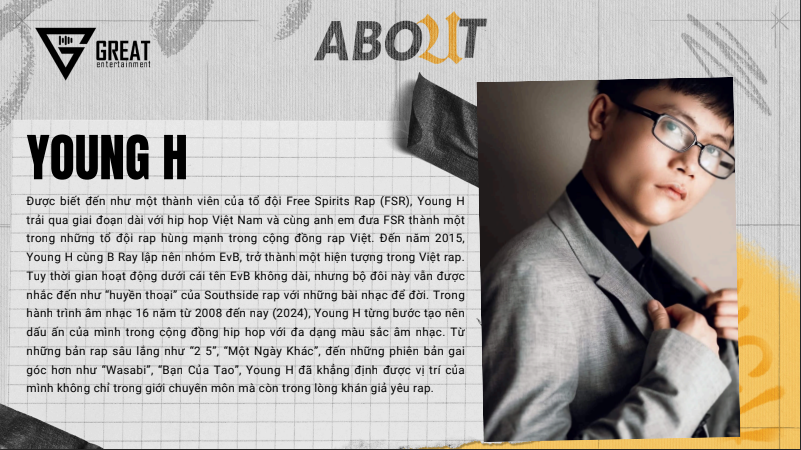 GREAT
entertainment
ABOUT
YOUNG H
Được biết đến như một thành viên của tổ đội Free Spirits Rap (FSR), Young H
trải qua giai đoạn dài với hip hop Việt Nam và cùng anh em đưa FSR thành một
trong những tổ đội rap hùng mạnh trong cộng đồng rap Việt. Đến năm 2015,
Young H cùng B Ray lập nên nhóm EvB, trở thành một hiện tượng trong Việt rap.
Tuy thời gian hoạt động dưới cái tên EvB không dài, nhưng bộ đôi này vẫn được
nhắc đến như “huyền thoại” của Southside rap với những bài nhạc để đời. Trong
hành trình âm nhạc 16 năm từ 2008 đến nay (2024), Young H từng bước tạo nên
dấu ấn của mình trong cộng đồng hip hop với đa dạng màu sắc âm nhạc. Từ
những bản rap sâu lắng như “2 5”, “Một Ngày Khác”, đến những phiên bản gai
góc hơn như “Wasabi”, “Bạn Của Tao”, Young H đã khẳng định được vị trí của
mình không chỉ trong giới chuyên môn mà còn trong lòng khán giả yêu rap.